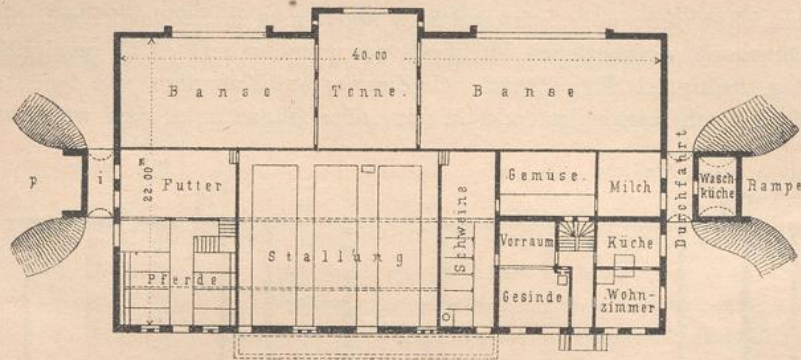 40.00
Banse
Tenne.
Banse
Durchfahrt
22.00 m
p
i
Futter
Gemüse.
Milch
Wasch-
küche
Rampe
Schweine
Stallung
Vorraum
Küche
Pferde
Gesinde
Wohn-
zimmer